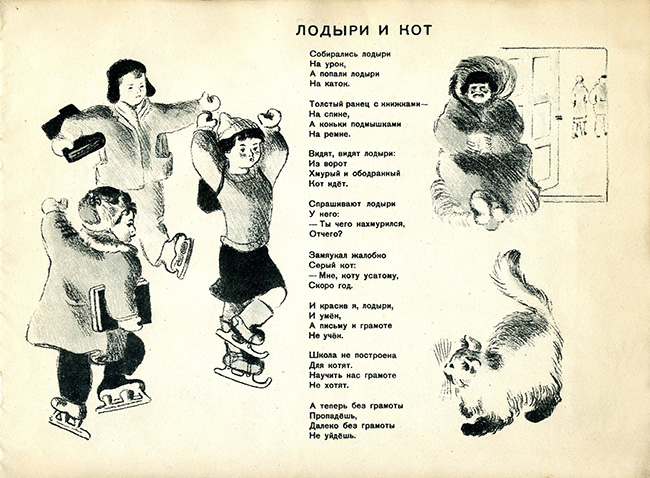 ЛОДЫРИ И КОТ
Собирались лодыри
На урок,
А попали лодыри
На каток.
Толстый ранец с книжками—
На спине,
А коньки подмышками
На ремне.
Видят, видят лодыри:
Из ворот
Хмурый и ободранный
Кот идёт.
Спрашивают лодыри
У него:
— Ты чего нахмурился,
Отчего?
Замяукал жалобно
Серый кот:
— Мне, коту усатому,
Скоро год.
И красив я, лодыри,
И умён,
А письму и грамоте
Не учён.
Школа не построена
Для котят.
Научить нас грамоте
Не хотят.
А теперь без грамоты
Пропадёшь,
Далеко без грамоты
Не уйдёшь.